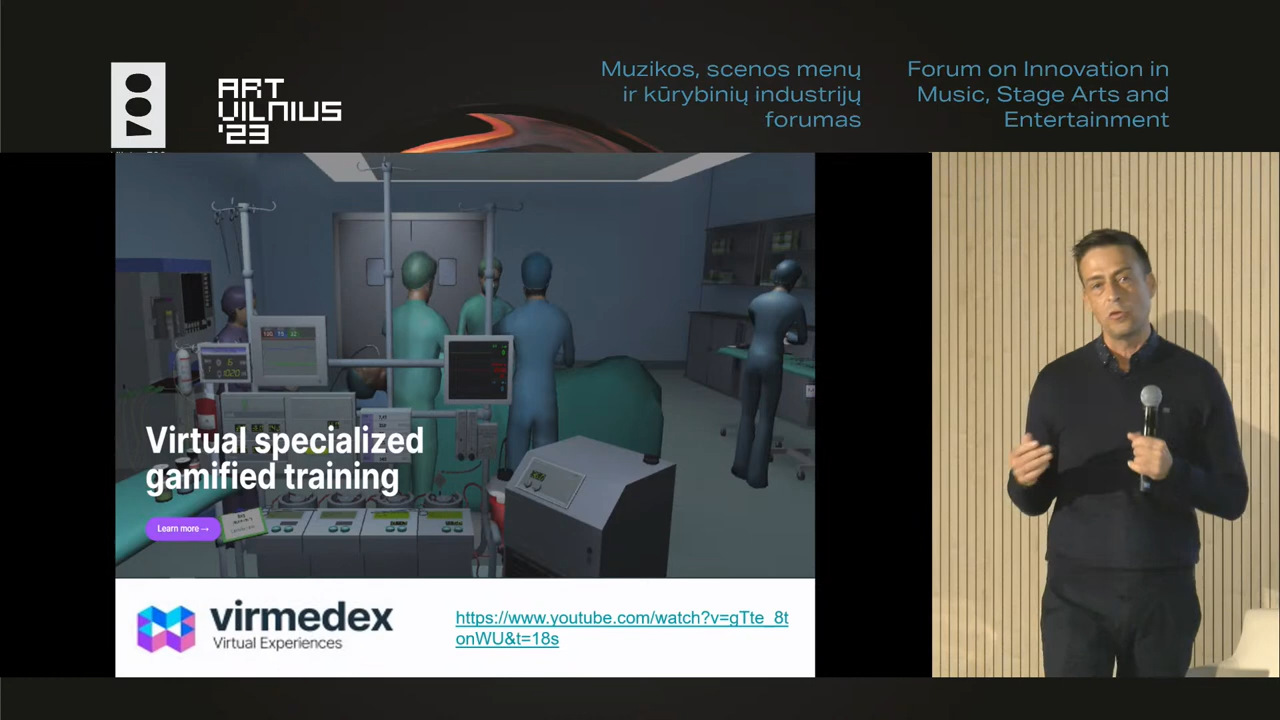 ART
VILNIUS
'23
Muzikos, scenos menų
ir kūrybinių industrijų
forumas
Forum on Innovation in
Music, Stage Arts and
Entertainment
Virtual specialized
gamified training
Learn more→
virmedex
Virtual Experiences
https://www.youtube.com/watch?v=gTte_8t
onWU&t=18s